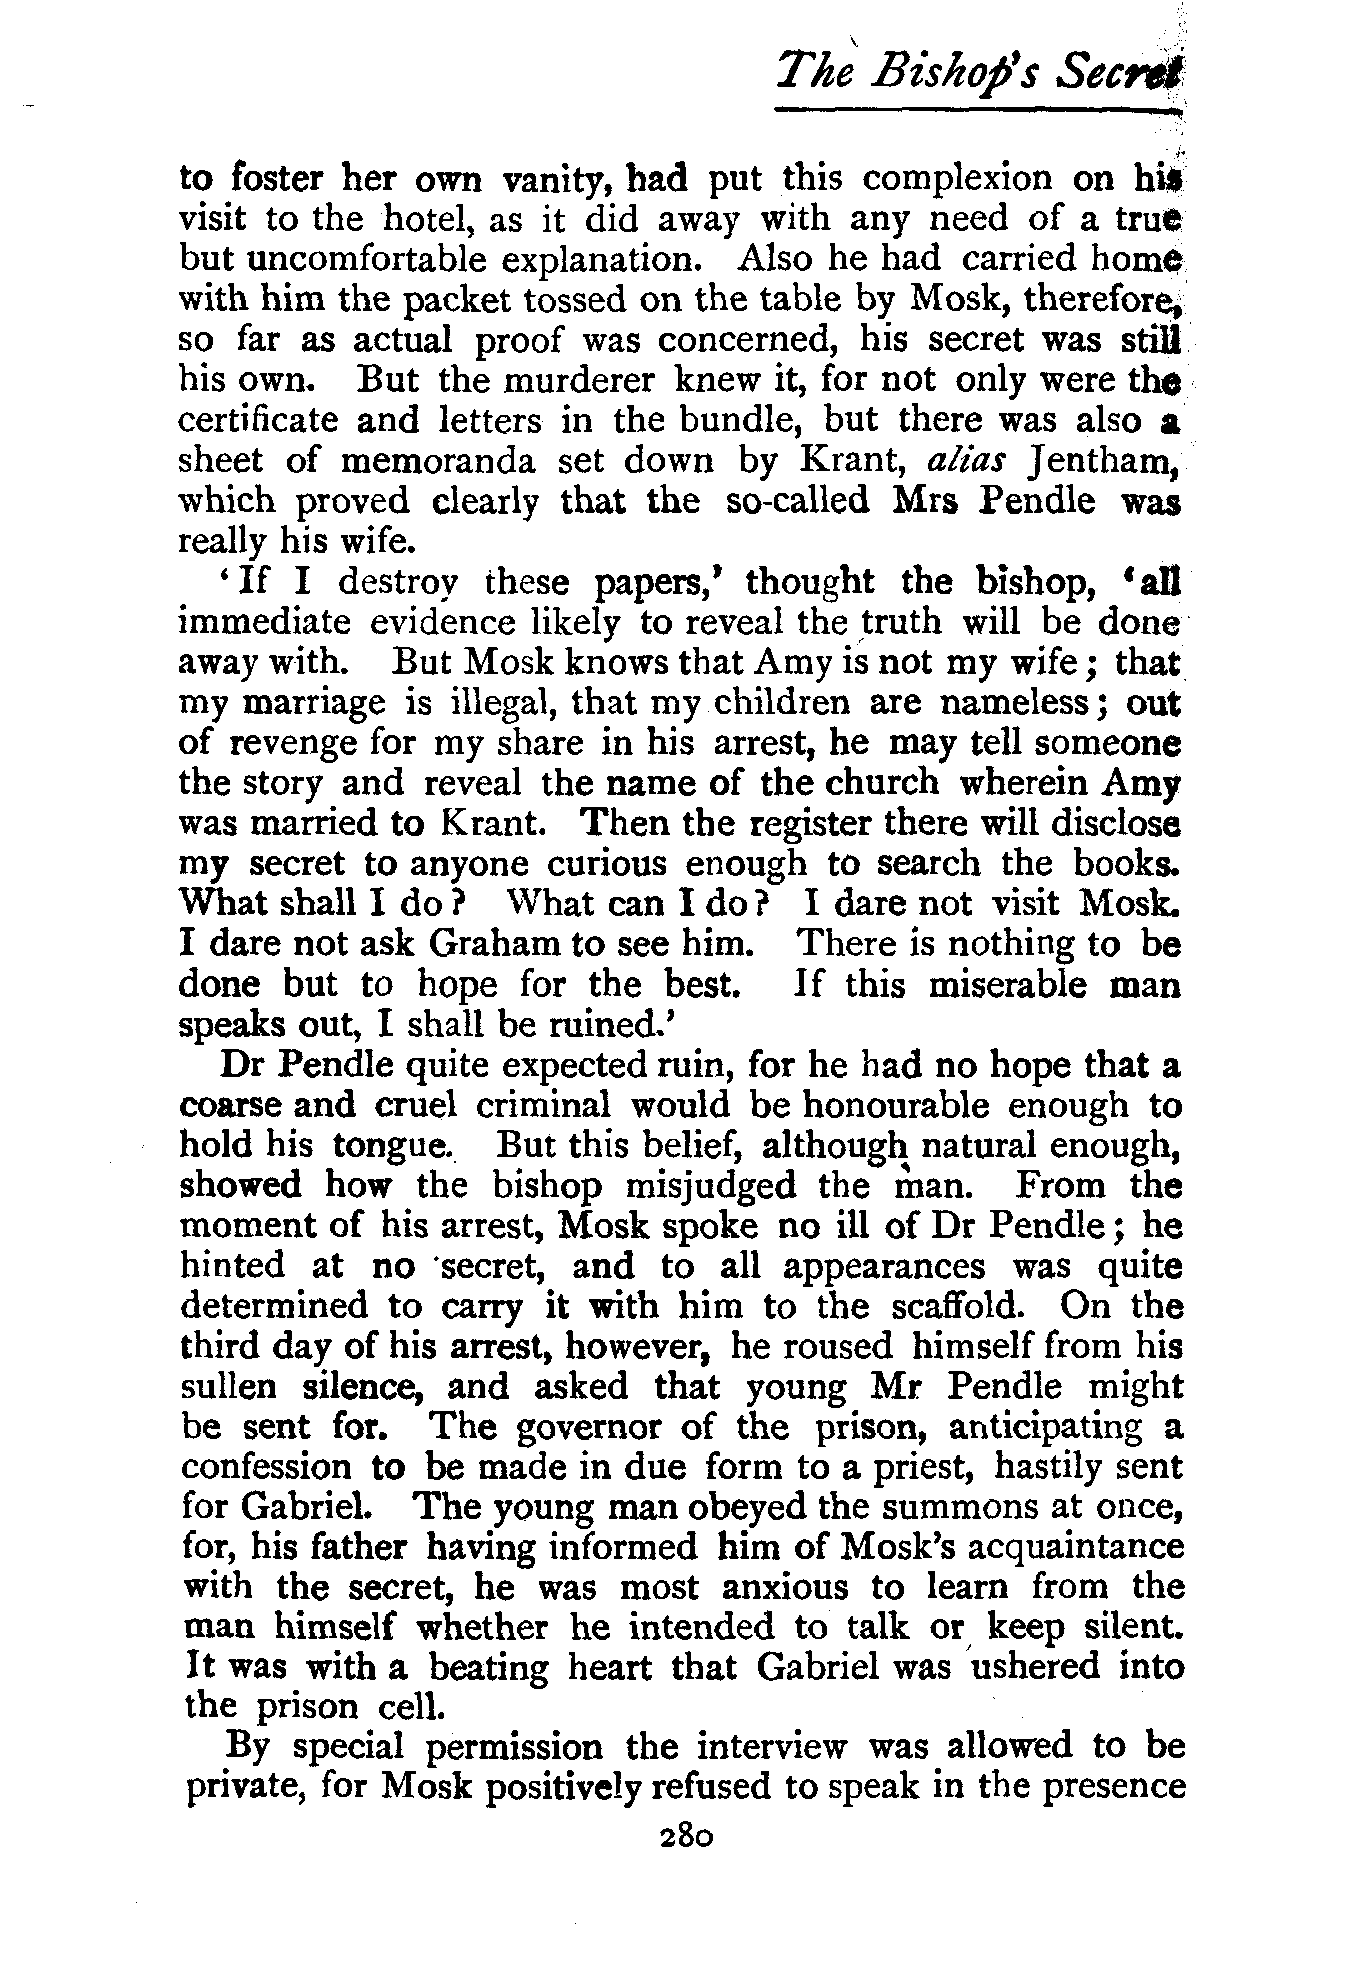 The Bishop's Secret
to foster her own vanity, had put this complexion on his
visit to the hotel, as it did away with any need of a true
but uncomfortable explanation. Also he had carried home
with him the packet tossed on the table by Mosk, therefore,
so far as actual proof was concerned, his secret was still
his own. But the murderer knew it, for not only were the
certificate and letters in the bundle, but there was also a
sheet of memoranda set down by Krant, alias Jentham,
which proved clearly that the so-called Mrs Pendle was
really his wife.
'If I destroy these papers,' thought the bishop, 'all
immediate evidence likely to reveal the truth will be done
away with. But Mosk knows that Amy is not my wife; that
my marriage is illegal, that my children are nameless; out
of revenge for my share in his arrest, he may tell someone
the story and reveal the name of the church wherein Amy
was married to Krant. Then the register there will disclose
my secret to anyone curious enough to search the books.
What shall I do? What can I do? I dare not visit Mosk.
I dare not ask Graham to see him. There is nothing to be
done but to hope for the best. If this miserable man
speaks out, I shall be ruined.'
Dr Pendle quite expected ruin, for he had no hope that a
coarse and cruel criminal would be honourable enough to
hold his tongue. But this belief, although natural enough,
showed how the bishop misjudged the man. From the
moment of his arrest, Mosk spoke no ill of Dr Pendle; he
hinted at no secret, and to all appearances was quite
determined to carry it with him to the scaffold. On the
third day of his arrest, however, he roused himself from his
sullen silence, and asked that young Mr Pendle might
be sent for. The governor of the prison, anticipating a
confession to be made in due form to a priest, hastily sent
for Gabriel. The young man obeyed the summons at once,
for, his father having informed him of Mosk's acquaintance
with the secret, he was most anxious to learn from the
man himself whether he intended to talk or keep silent.
It was with a beating heart that Gabriel was ushered into
the prison cell.
By special permission the interview was allowed to be
private, for Mosk positively refused to speak in the presence
280